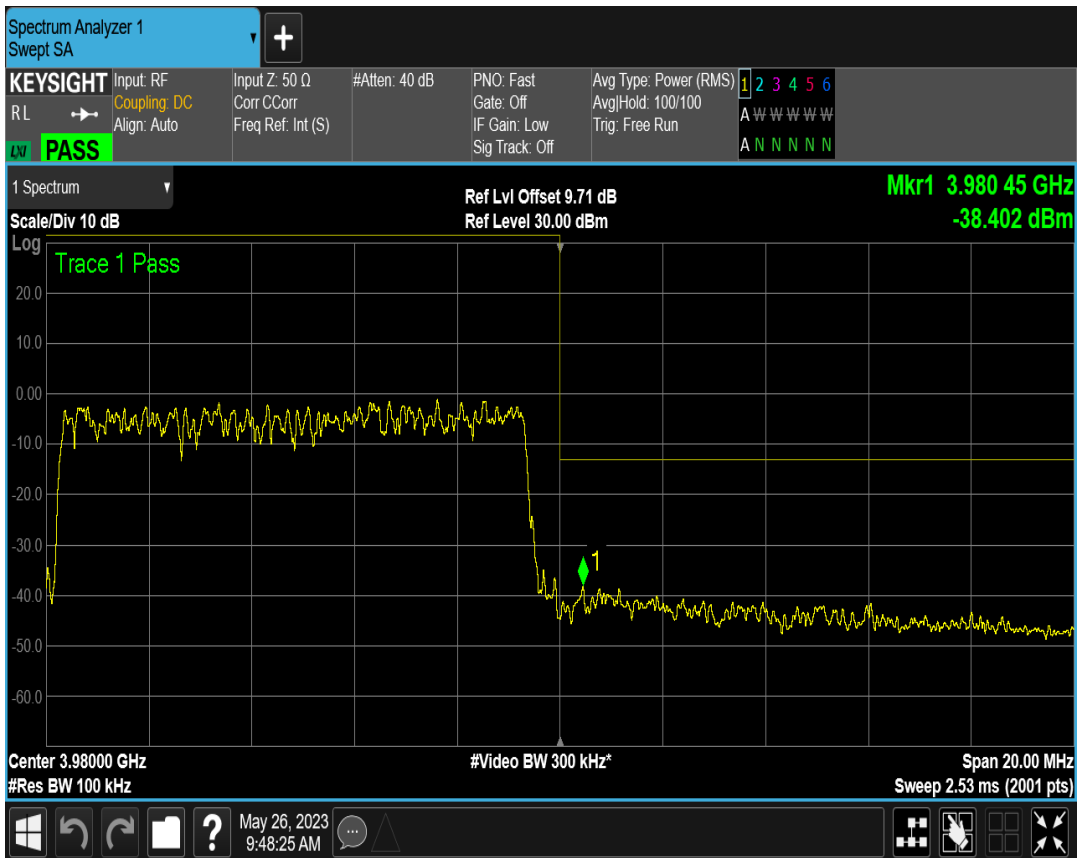 Spectrum Analyzer 1
Swept SA
+
KEYSIGHT
R L
LXI PASS
Input: RF
Coupling: DC
Align: Auto
Input Z: 50 Ω
Corr CCorr
Freq Ref: Int (S)
#Atten: 40 dB
PNO: Fast
Gate: Off
IF Gain: Low
Sig Track: Off
Avg Type: Power (RMS)
Avg|Hold: 100/100
Trig: Free Run
1 2 3 4 5 6
A W W W W W
A N N N N N
1 Spectrum
Scale/Div 10 dB
Ref Lvl Offset 9.71 dB
Ref Level 30.00 dBm
Mkr1 3.980 45 GHz
-38.402 dBm
Log
Trace 1 Pass
20.0
10.0
0.00
-10.0
-20.0
-30.0
1
-40.0
-50.0
-60.0
Center 3.98000 GHz
#Res BW 100 kHz
#Video BW 300 kHz*
Span 20.00 MHz
Sweep 2.53 ms (2001 pts)
?
May 26, 2023
9:48:25 AM